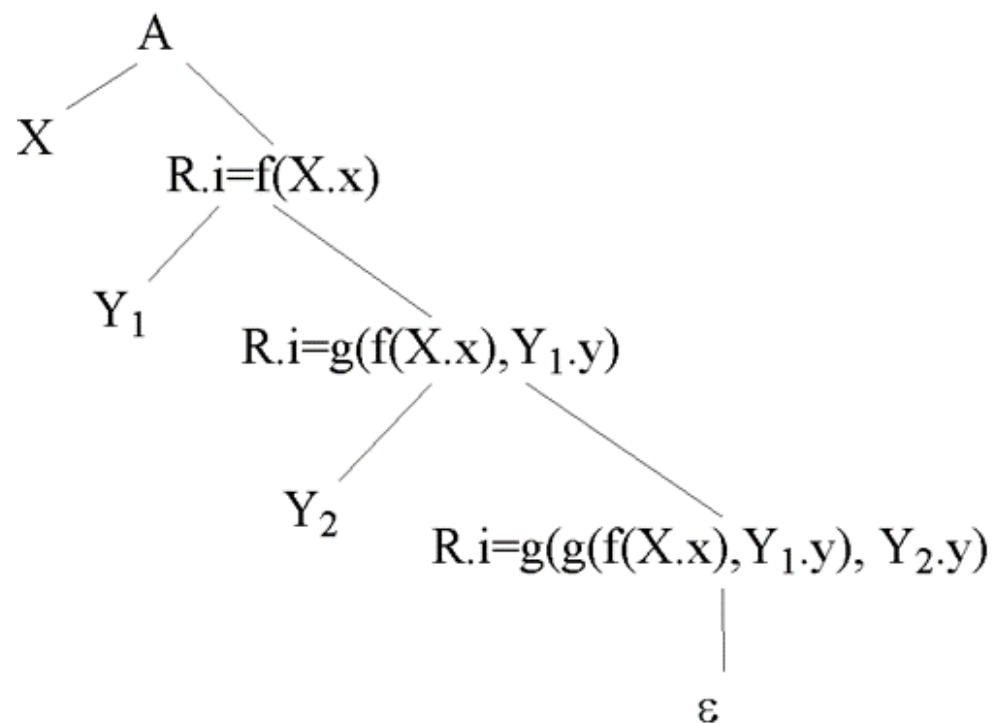 A
X
R.i=f(X.x)
Y₁
R.i=g(f(X.x),Y₁.y)
Y₂
R.i=g(g(f(X.x),Y₁.y), Y₂.y)
ε